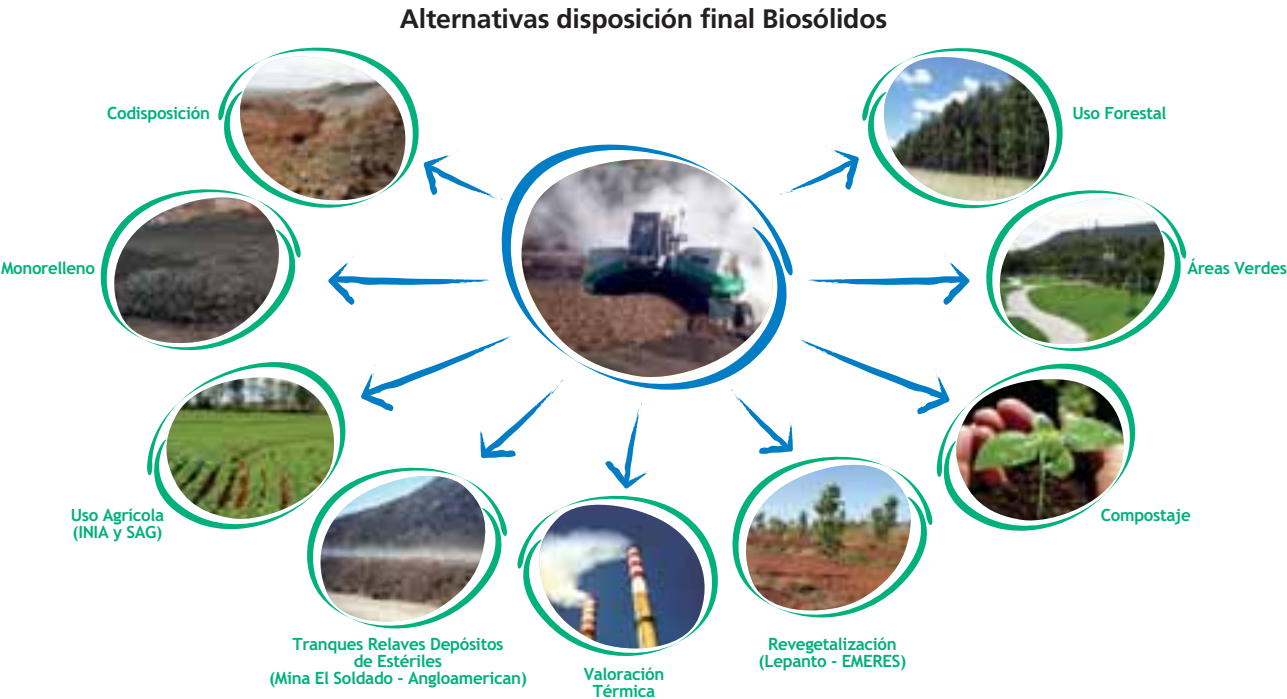 Alternativas disposición final Biosólidos
Codisposición
Uso Forestal
Monorelleno
Áreas Verdes
Uso Agrícola
(INIA y SAG)
Compostaje
Tranques Relaves Depósitos
de Estériles
(Mina El Soldado - Angloamerican)
Valoración
Térmica
Revegetalización
(Lepanto - EMERES)